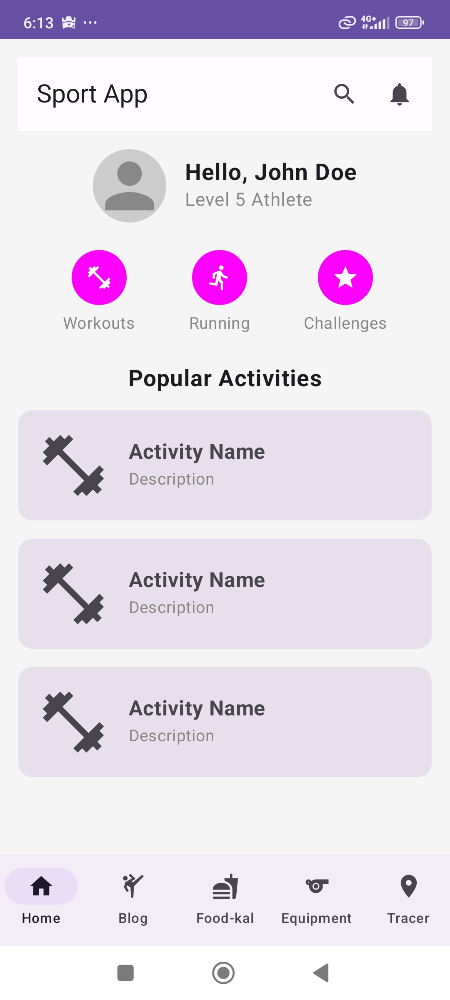 6:13
4G+
97
Sport App
Hello, John Doe
Level 5 Athlete
Workouts
Running
Challenges
Popular Activities
Activity Name
Description
Activity Name
Description
Activity Name
Description
Home
Blog
Food-kal
Equipment
Tracer